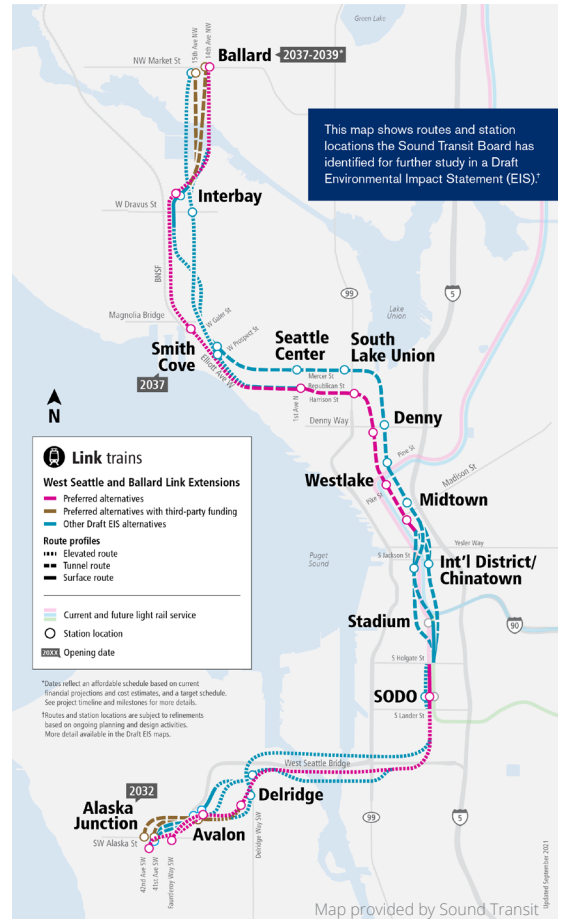 Green Lake
15th Ave NW
14th Ave NW
NW Market St
Ballard
2037-2039*
This map shows routes and station
locations the Sound Transit Board has
identified for further study in a Draft
Environmental Impact Statement (EIS).†
W Dravus St
Interbay
BNSF
99
5
Lake
Union
Magnolia Bridge
W Galer St
W Prospect St
Smith
Cove
2037
Elliott Ave W
Seattle
Center
South
Lake Union
Mercer St
Republican St
Harrison St
1st Ave N
N
Denny Way
Denny
Pine St
Westlake
Pike St
Madison St
Midtown
Link trains
West Seattle and Ballard Link Extensions
Preferred alternatives
Preferred alternatives with third-party funding
Other Draft EIS alternatives
Route profiles
Elevated route
Tunnel route
Surface route
Current and future light rail service
Station location
20XX Opening date
Puget
Sound
Yesler Way
S Jackson St
Int'l District/
Chinatown
Stadium
90
S Holgate St
*Dates reflect an affordable schedule based on current
financial projections and cost estimates, and a target schedule.
See project timeline and milestones for more details.
†Routes and station locations are subject to refinements
based on ongoing planning and design activities.
More detail available in the Draft EIS maps.
SODO
S Lander St
West Seattle Bridge
2032
Alaska
Junction
Delridge
Avalon
SW Alaska St
42nd Ave SW
41st Ave SW
Fauntleroy Way SW
Delridge Way SW
99
5
Updated September 2021
Map provided by Sound Transit